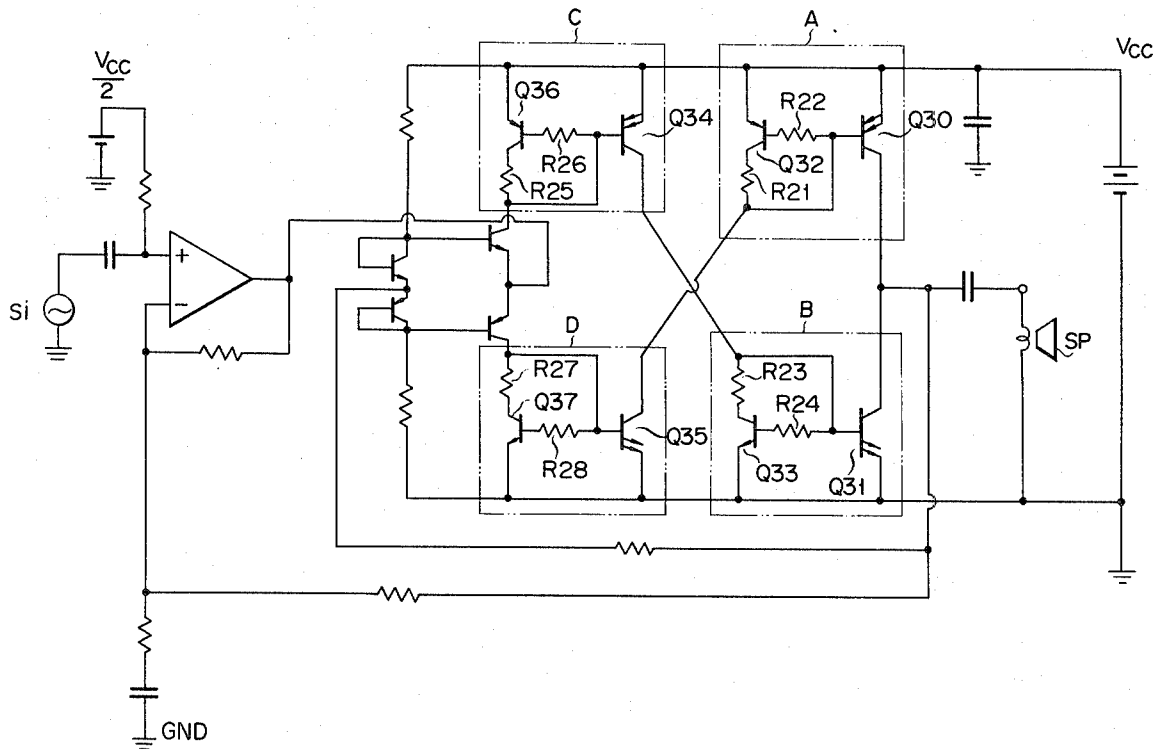 C
A
VCC
VCC
2
Q36
R22
Q34
Q30
R26
Q32
R25
R21
+
−
Si
B
D
SP
R23
R27
Q37
R24
Q35
R28
Q33
Q31
GND